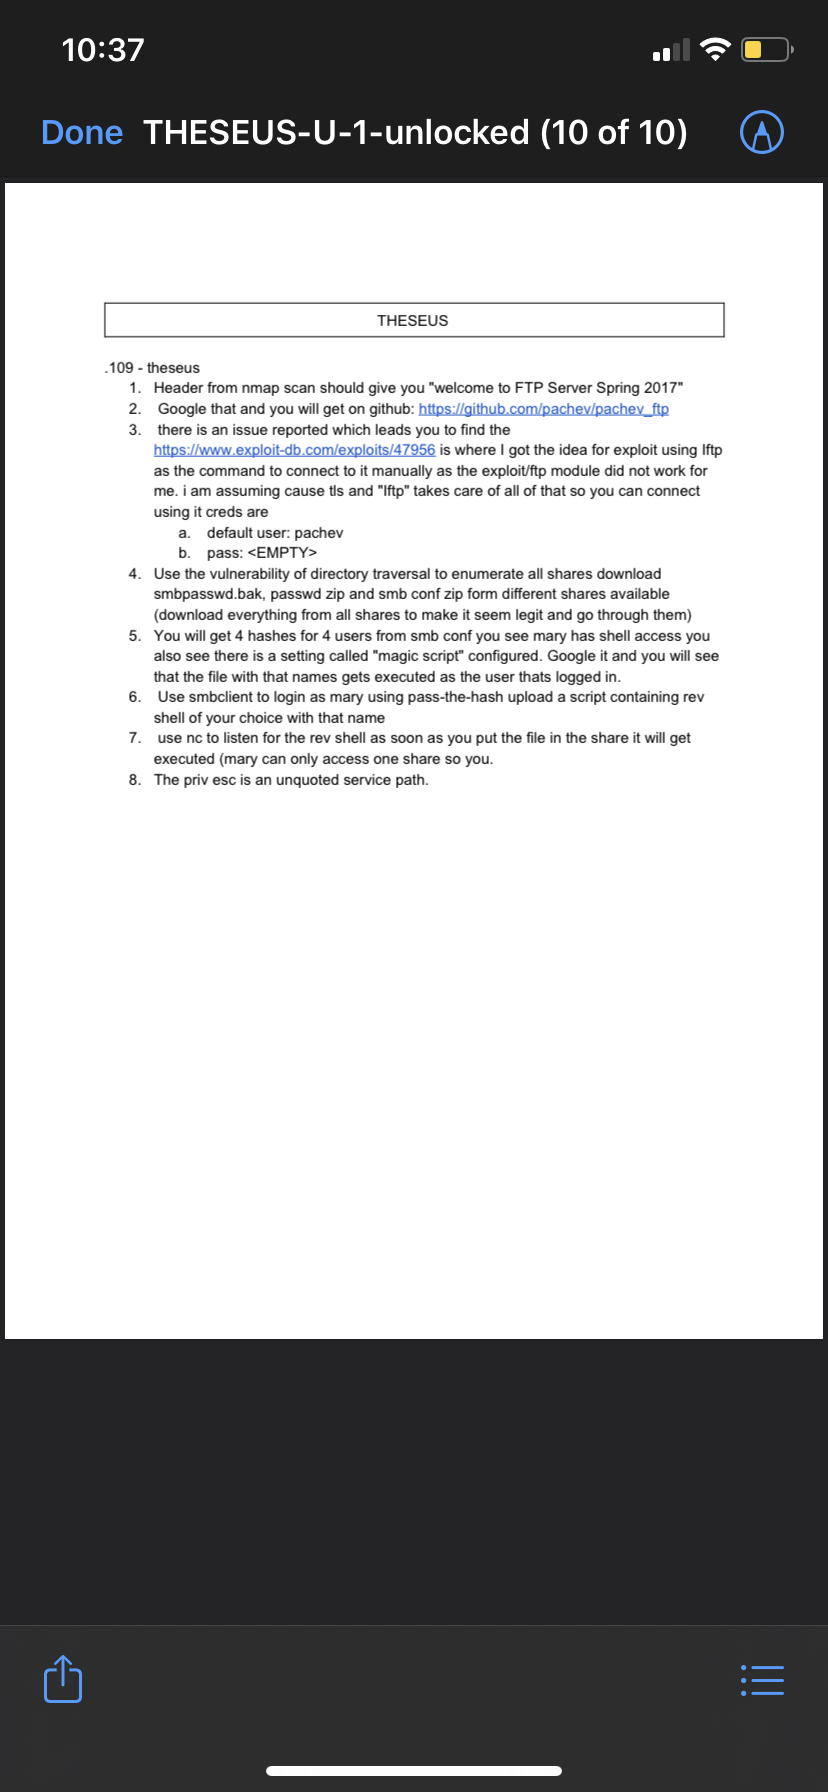 10:37
Done THESEUS-U-1-unlocked (10 of 10)
THESEUS
.109 - theseus
1. Header from nmap scan should give you "welcome to FTP Server Spring 2017"
2. Google that and you will get on github: https://github.com/pachev/pachev_ftp
3. there is an issue reported which leads you to find the
https://www.exploit-db.com/exploits/47956 is where I got the idea for exploit using lftp
as the command to connect to it manually as the exploit/ftp module did not work for
me. i am assuming cause tls and "lftp" takes care of all of that so you can connect
using it creds are
a. default user: pachev
b. pass: <EMPTY>
4. Use the vulnerability of directory traversal to enumerate all shares download
smbpasswd.bak, passwd zip and smb conf zip form different shares available
(download everything from all shares to make it seem legit and go through them)
5. You will get 4 hashes for 4 users from smb conf you see mary has shell access you
also see there is a setting called "magic script" configured. Google it and you will see
that the file with that names gets executed as the user thats logged in.
6. Use smbclient to login as mary using pass-the-hash upload a script containing rev
shell of your choice with that name
7. use nc to listen for the rev shell as soon as you put the file in the share it will get
executed (mary can only access one share so you.
8. The priv esc is an unquoted service path.